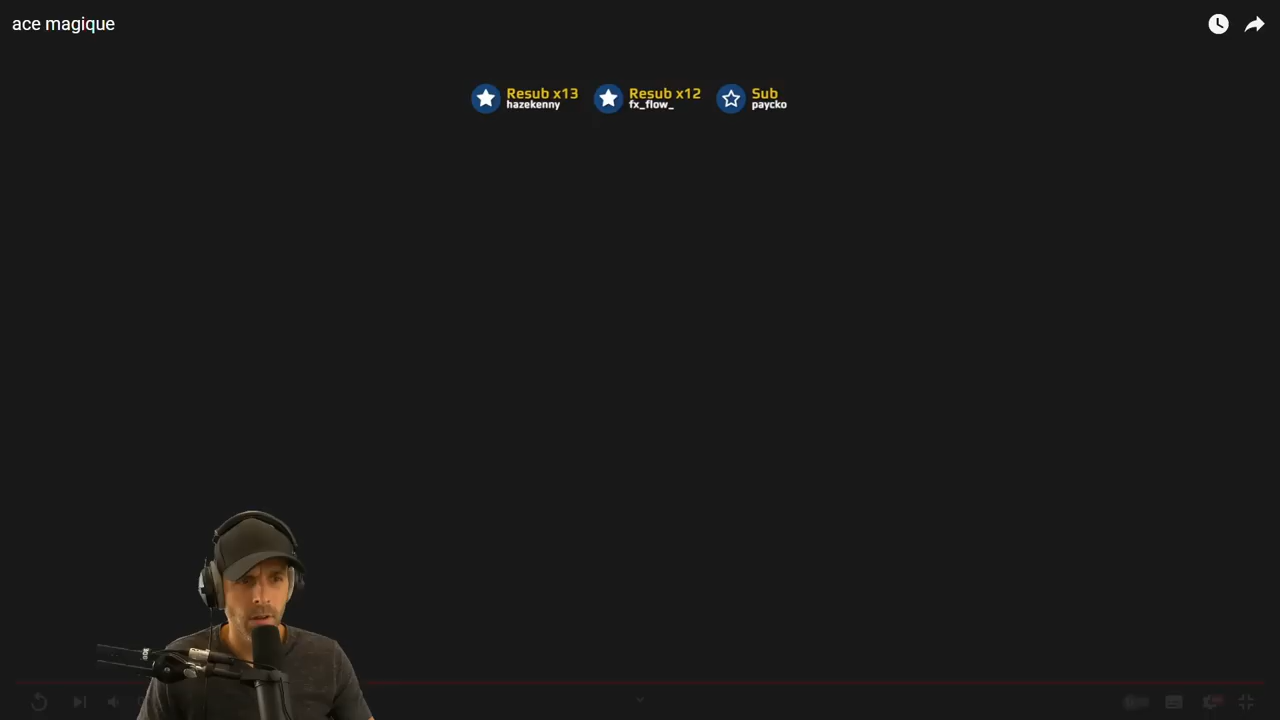 ace magique
Resub x13
hazekenny
Resub x12
fx_flow_
Sub
paycko